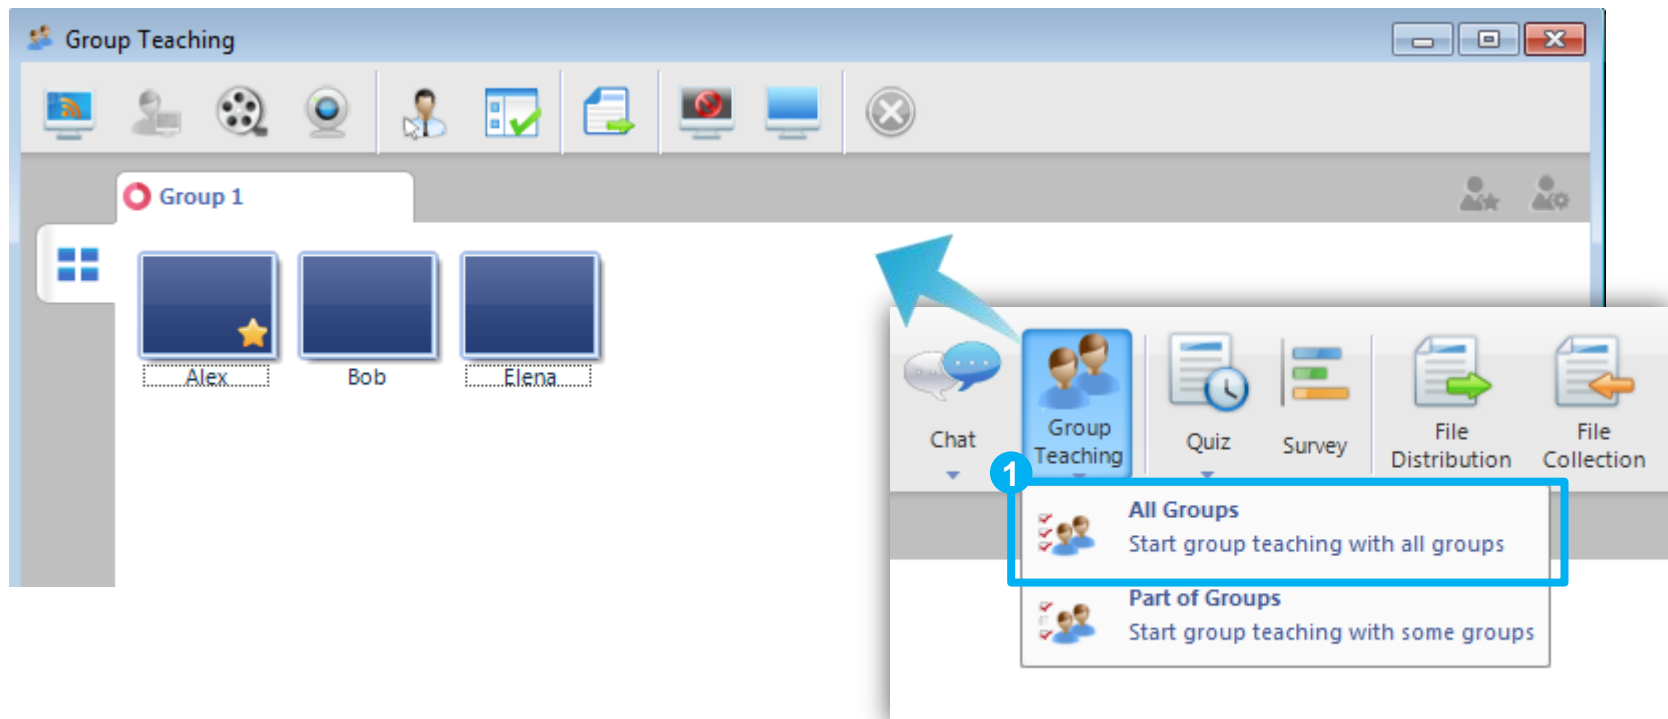 Group Teaching
Group 1
Alex
Bob
Elena
Chat
Group
Teaching
Quiz
Survey
File
Distribution
File
Collection
1
All Groups
Start group teaching with all groups
Part of Groups
Start group teaching with some groups